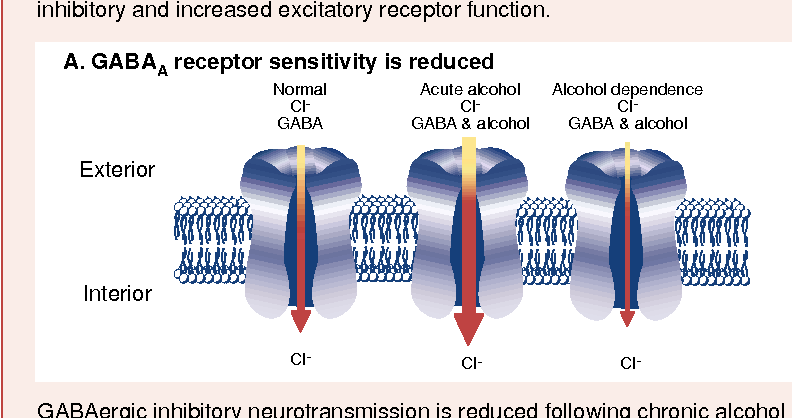 inhibitory and increased excitatory receptor function.
A. GABA_A receptor sensitivity is reduced
Normal Acute alcohol Alcohol dependence
Cl⁻ Cl⁻ Cl⁻
GABA GABA & alcohol GABA & alcohol
Exterior
Interior
Cl⁻ Cl⁻ Cl⁻
GABAergic inhibitory neurotransmission is reduced following chronic alcohol